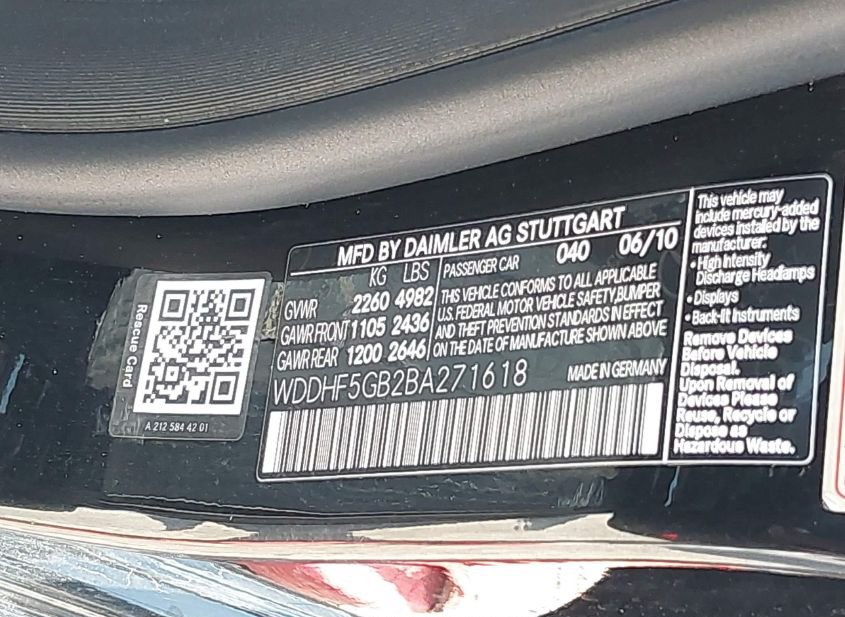 Rescue Card
A 212 584 42 01
MFD BY DAIMLER AG STUTTGART
KG LBS
GVWR 2260 4982
GAWR FRONT 1105 2436
GAWR REAR 1200 2646
PASSENGER CAR 040 06/10
THIS VEHICLE CONFORMS TO ALL APPLICABLE
U.S. FEDERAL MOTOR VEHICLE SAFETY, BUMPER
AND THEFT PREVENTION STANDARDS IN EFFECT
ON THE DATE OF MANUFACTURE SHOWN ABOVE
WDDHF5GB2BA271618
MADE IN GERMANY
This vehicle may
include mercury-added
devices installed by the
manufacturer:
• High Intensity
Discharge Headlamps
• Displays
• Back-lit Instruments
Remove Devices
Before Vehicle
Disposal.
Upon Removal of
Devices Please
Reuse, Recycle or
Dispose as
Hazardous Waste.